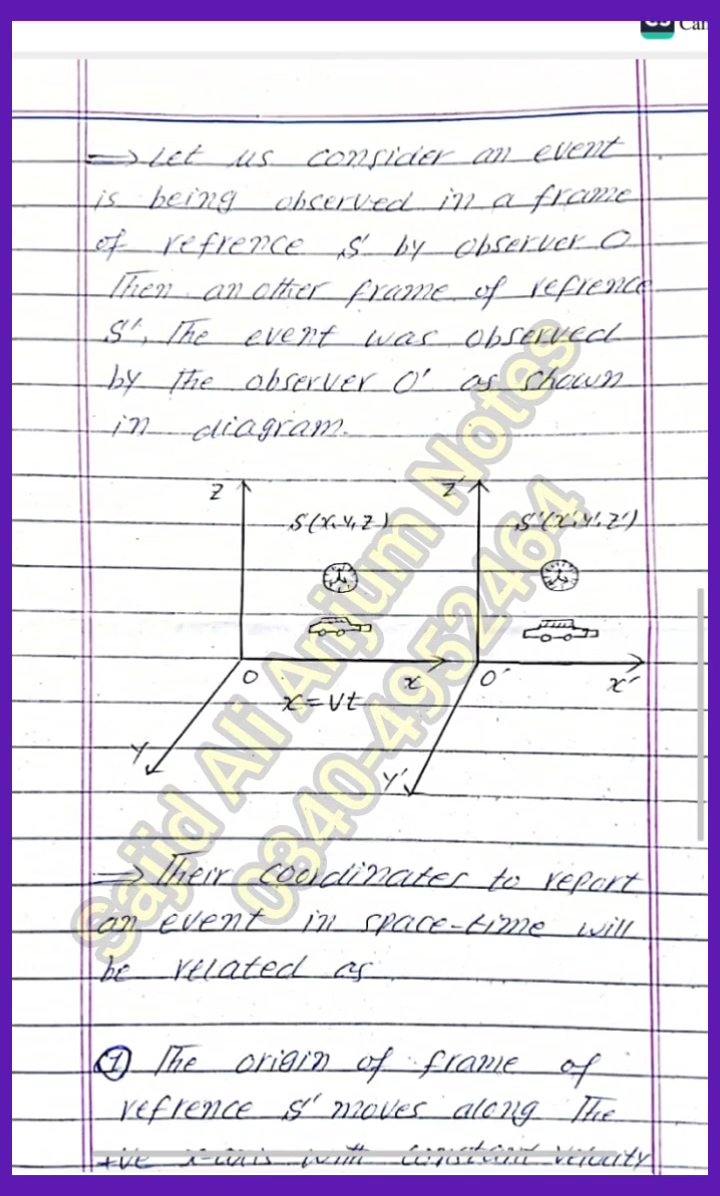 CS Cam
⇒ Let us consider an event
is being observed in a frame
of refrence S by observer O
Then another frame of refrence
S', The event was observed
by the observer O' as shown
in diagram.
Z Z'
S(x,y,z) S'(x',y',z')
O x O' x'
x=vt
Y
Y'
⇒ Their coordinates to report
an event in space-time will
be related as
① The origin of frame of
refrence S' moves along The
+ve x-axis with constant velocity
Sajid Ali Anjum Notes
0340-4952464